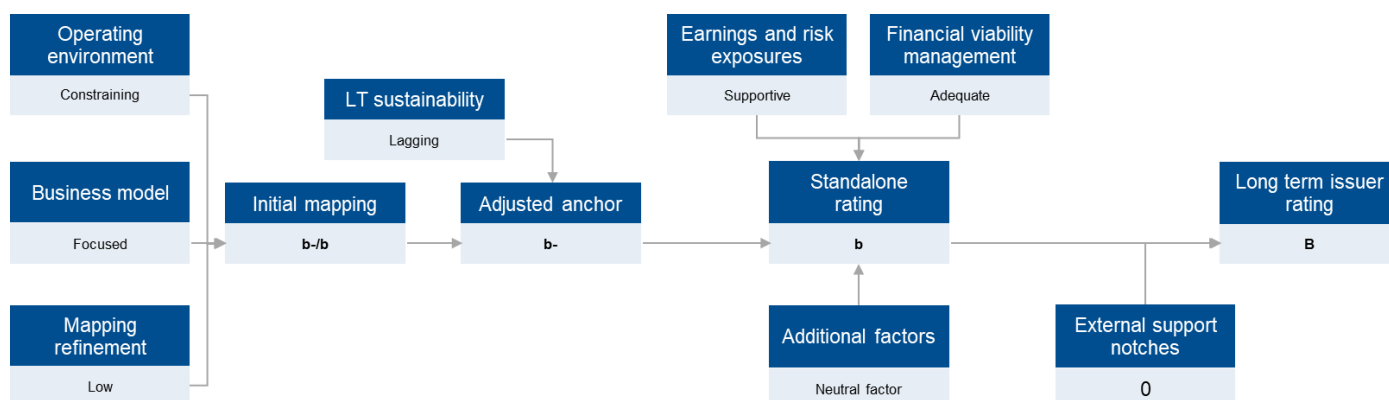 Operating
environment
Constraining
Business model
Focused
Mapping
refinement
Low
Initial mapping
b-/b
LT sustainability
Lagging
Adjusted anchor
b-
Earnings and risk
exposures
Supportive
Financial viability
management
Adequate
Standalone
rating
b
Additional factors
Neutral factor
External support
notches
0
Long term issuer
rating
B